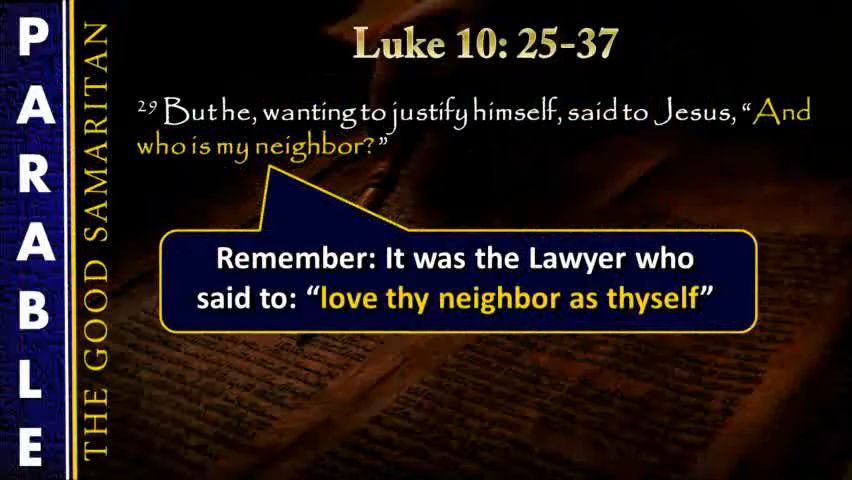 PARABLE
THE GOOD SAMARITAN
Luke 10: 25-37
29 But he, wanting to justify himself, said to Jesus, “And
who is my neighbor?”
Remember: It was the Lawyer who
said to: “love thy neighbor as thyself”